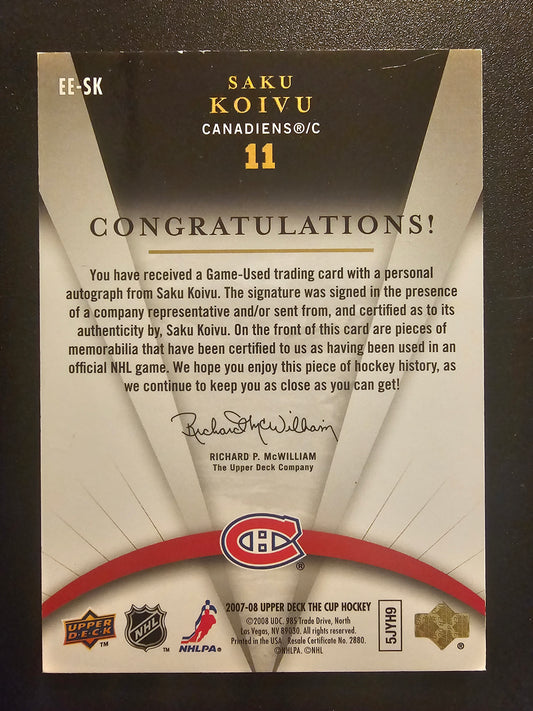 EE-SK
SAKU
KOIVU
CANADIENS®/C
11
CONGRATULATIONS!
You have received a Game-Used trading card with a personal
autograph from Saku Koivu. The signature was signed in the presence
of a company representative and/or sent from, and certified as to its
authenticity by, Saku Koivu. On the front of this card are pieces of
memorabilia that have been certified to us as having been used in an
official NHL game. We hope you enjoy this piece of hockey history, as
we continue to keep you as close as you can get!
Richard P. McWilliam
RICHARD P. McWILLIAM
The Upper Deck Company
CH ®
2007-08 UPPER DECK THE CUP HOCKEY
©2008 UDC. 985 Trade Drive, North
Las Vegas, NV 89030. All rights reserved.
Printed in the USA. Resale Certificate No. 2880.
©NHLPA. ©NHL
UPPER DECK ™
NHL ™
NHLPA. ®
5JYH9
®